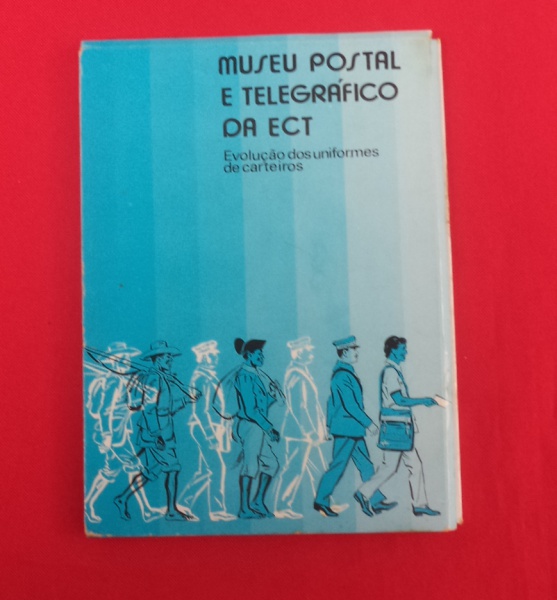 MUSEU POSTAL
E TELEGRÁFICO
DA ECT
Evolução dos uniformes
de carteiros